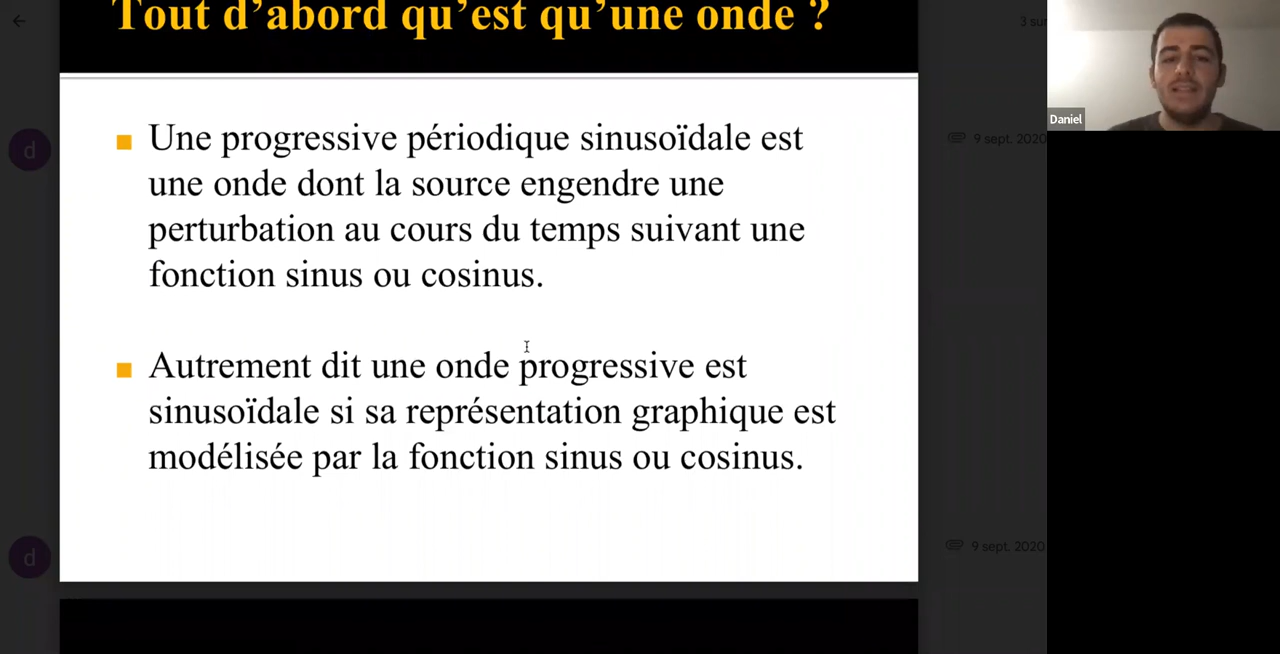 Tout d’abord qu’est qu’une onde ?
3 sur
Daniel
d
9 sept. 2020
Une progressive périodique sinusoïdale est
une onde dont la source engendre une
perturbation au cours du temps suivant une
fonction sinus ou cosinus.
Autrement dit une onde progressive est
sinusoïdale si sa représentation graphique est
modélisée par la fonction sinus ou cosinus.
d
9 sept. 2020